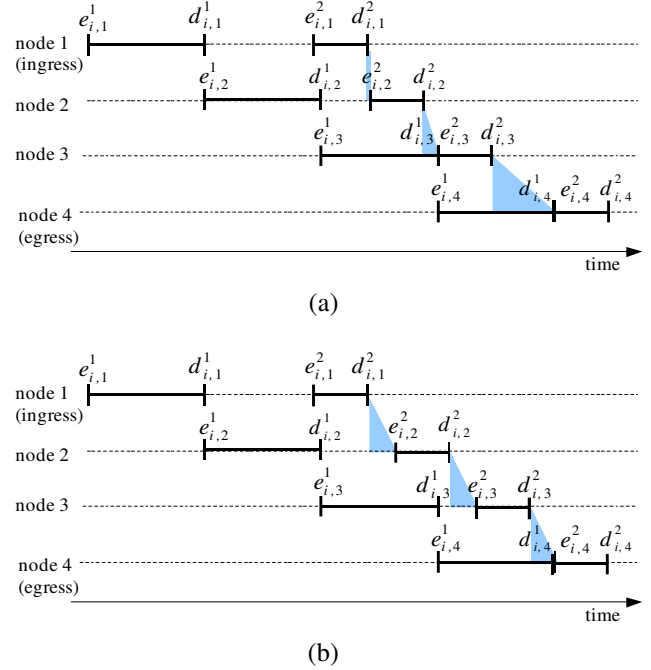 e^1_{i,1} d^1_{i,1} e^2_{i,1} d^2_{i,1}
node 1
(ingress)
e^1_{i,2} d^1_{i,2} e^2_{i,2} d^2_{i,2}
node 2
e^1_{i,3} d^1_{i,3} e^2_{i,3} d^2_{i,3}
node 3
e^1_{i,4} d^1_{i,4} e^2_{i,4} d^2_{i,4}
node 4
(egress)
time
(a)
e^1_{i,1} d^1_{i,1} e^2_{i,1} d^2_{i,1}
node 1
(ingress)
e^1_{i,2} d^1_{i,2} e^2_{i,2} d^2_{i,2}
node 2
e^1_{i,3} d^1_{i,3} e^2_{i,3} d^2_{i,3}
node 3
e^1_{i,4} d^1_{i,4} e^2_{i,4} d^2_{i,4}
node 4
(egress)
time
(b)